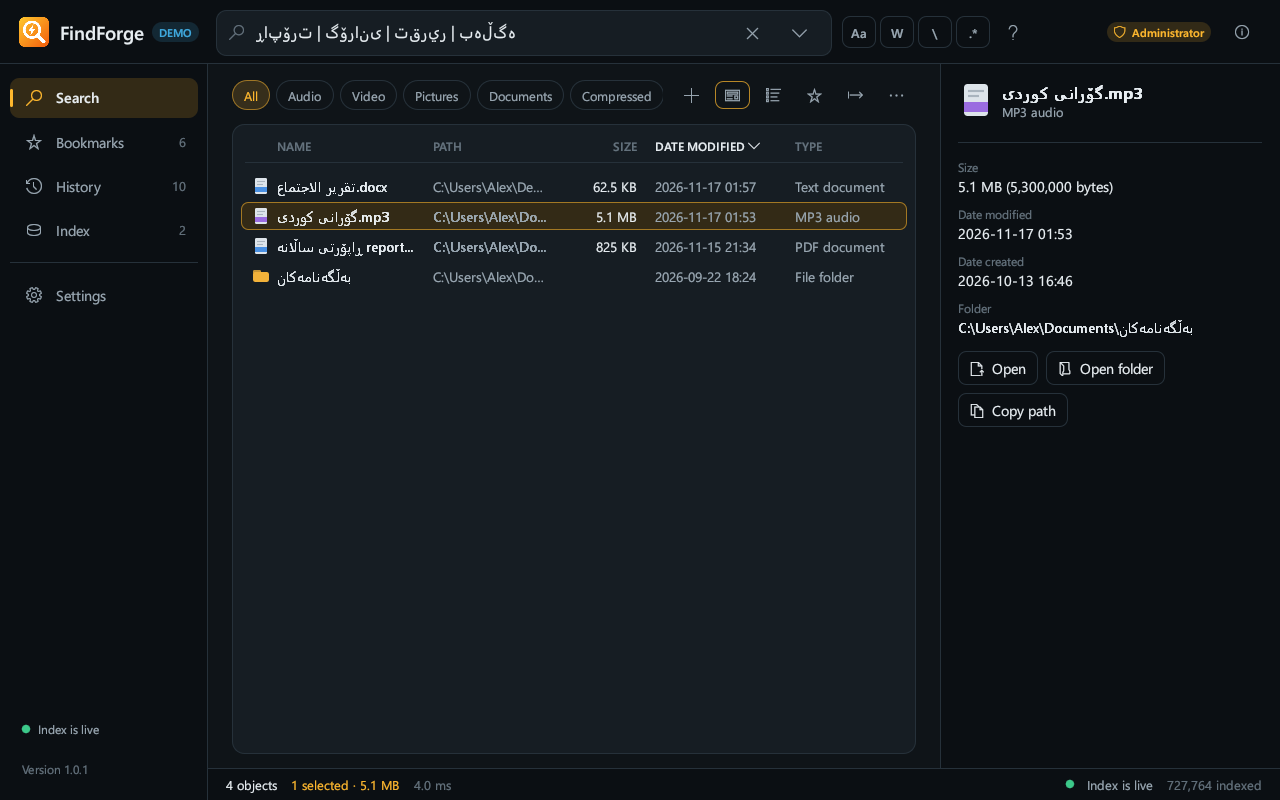 FindForge DEMO
ڕاپۆرت | گۆرانی | تقرير | بەڵگە
Aa W \ .* ?
Administrator
Search
Bookmarks 6
History 10
Index 2
Settings
Index is live
Version 1.0.1
All Audio Video Pictures Documents Compressed
NAME PATH SIZE DATE MODIFIED TYPE
تقرير الاجتماع.docx C:\Users\Alex\De... 62.5 KB 2026-11-17 01:57 Text document
گۆرانی کوردی.mp3 C:\Users\Alex\Do... 5.1 MB 2026-11-17 01:53 MP3 audio
ڕاپۆرتی ساڵانە report... C:\Users\Alex\Do... 825 KB 2026-11-15 21:34 PDF document
بەڵگەنامەکان C:\Users\Alex\Do... 2026-09-22 18:24 File folder
گۆرانی کوردی.mp3
MP3 audio
Size
5.1 MB (5,300,000 bytes)
Date modified
2026-11-17 01:53
Date created
2026-10-13 16:46
Folder
C:\Users\Alex\Documents\بەڵگەنامەکان
Open Open folder
Copy path
4 objects 1 selected · 5.1 MB 4.0 ms
Index is live 727,764 indexed